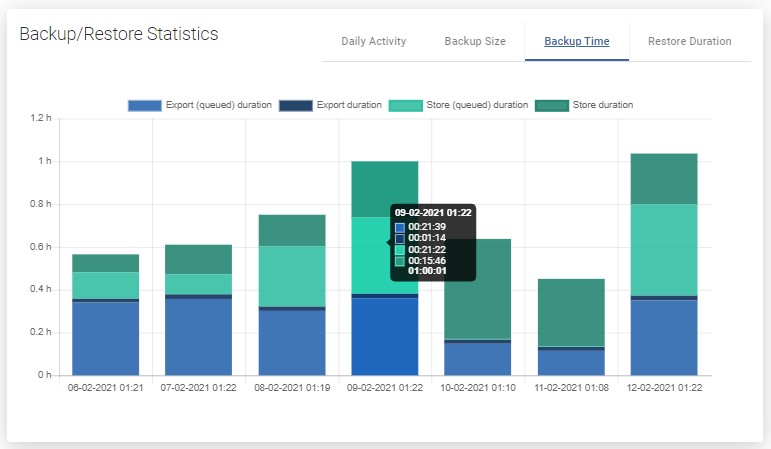 Backup/Restore Statistics
Daily Activity
Backup Size
Backup Time
Restore Duration
Export (queued) duration
Export duration
Store (queued) duration
Store duration
1.2 h
1 h
0.8 h
0.6 h
0.4 h
0.2 h
0 h
09-02-2021 01:22
00:21:39
00:01:14
00:21:22
00:15:46
01:00:01
06-02-2021 01:21
07-02-2021 01:22
08-02-2021 01:19
09-02-2021 01:22
10-02-2021 01:10
11-02-2021 01:08
12-02-2021 01:22